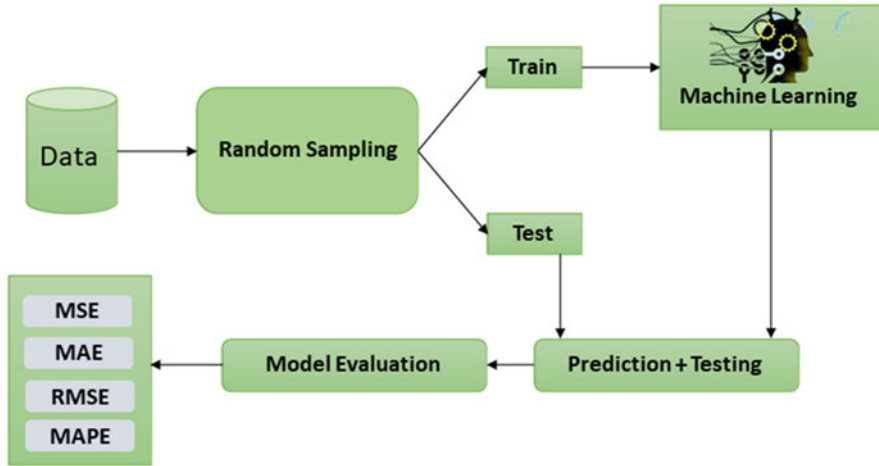 Data
Random Sampling
Train
Machine Learning
Test
Prediction + Testing
Model Evaluation
MSE
MAE
RMSE
MAPE